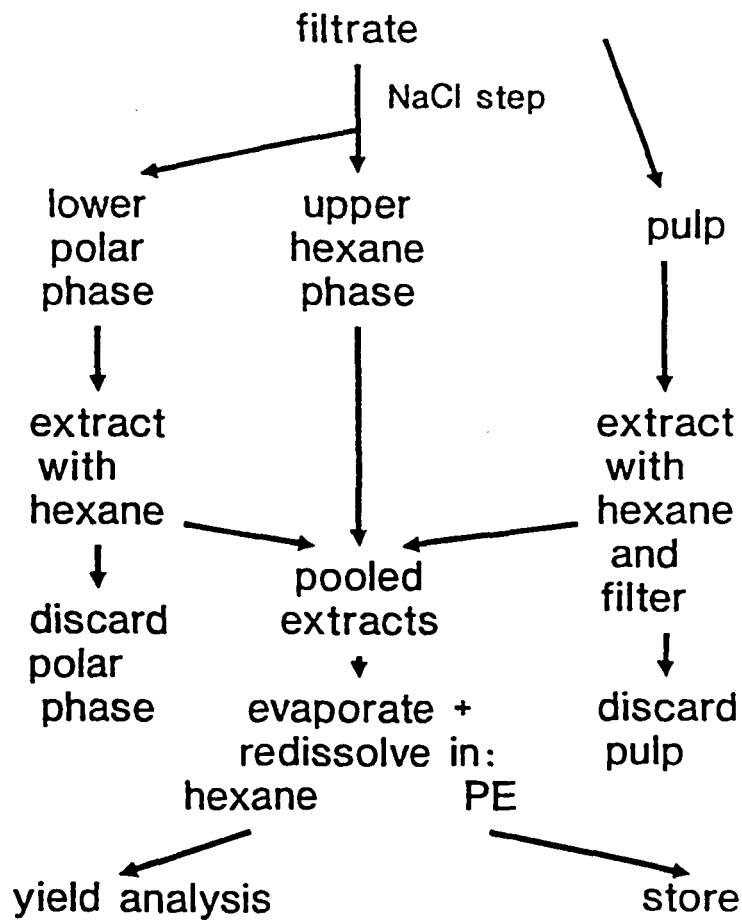 filtrate
NaCl step
lower
polar
phase
upper
hexane
phase
pulp
extract
with
hexane
extract
with
hexane
and
filter
pooled
extracts
discard
polar
phase
evaporate +
redissolve in:
hexane PE
discard
pulp
yield analysis
store